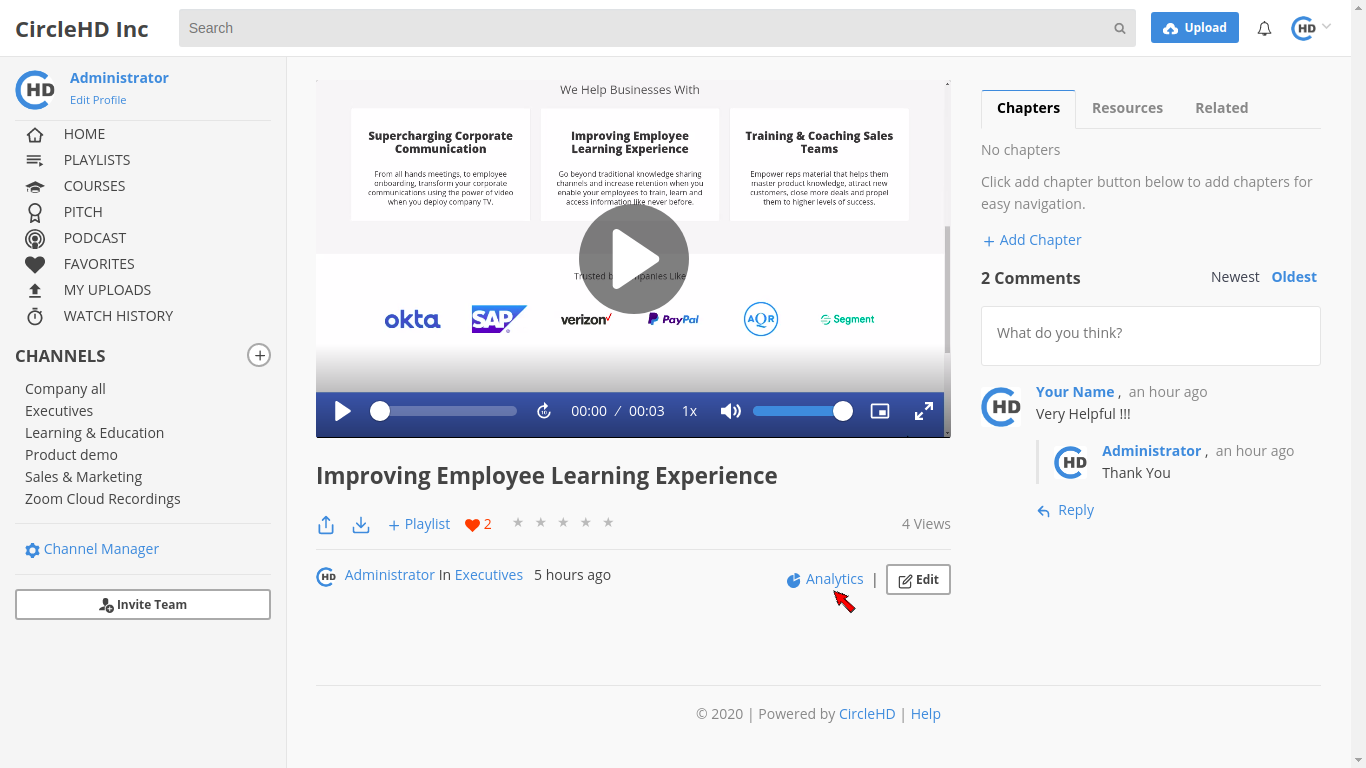 CircleHD Inc
Search
Upload
HD
HD
Administrator
Edit Profile
HOME
PLAYLISTS
COURSES
PITCH
PODCAST
FAVORITES
MY UPLOADS
WATCH HISTORY
CHANNELS
Company all
Executives
Learning & Education
Product demo
Sales & Marketing
Zoom Cloud Recordings
Channel Manager
Invite Team
We Help Businesses With
Supercharging Corporate
Communication
From all hands meetings, to employee
onboarding, transform your corporate
communications using the power of video
when you deploy company TV.
Improving Employee
Learning Experience
Go beyond traditional knowledge sharing
channels and increase retention when you
enable your employees to train, learn and
access information like never before.
Training & Coaching Sales
Teams
Empower reps material that helps them
master product knowledge, attract new
customers, close more deals and propel
them to higher levels of success.
Trusted b mpanies Like
okta
SAP
verizon
PayPal
AQR
Segment
00:00 / 00:03 1x
Improving Employee Learning Experience
+ Playlist 2 4 Views
HD Administrator In Executives 5 hours ago
Analytics | Edit
Chapters Resources Related
No chapters
Click add chapter button below to add chapters for
easy navigation.
+ Add Chapter
2 Comments Newest Oldest
What do you think?
HD
Your Name , an hour ago
Very Helpful !!!
HD
Administrator , an hour ago
Thank You
Reply
© 2020 | Powered by CircleHD | Help